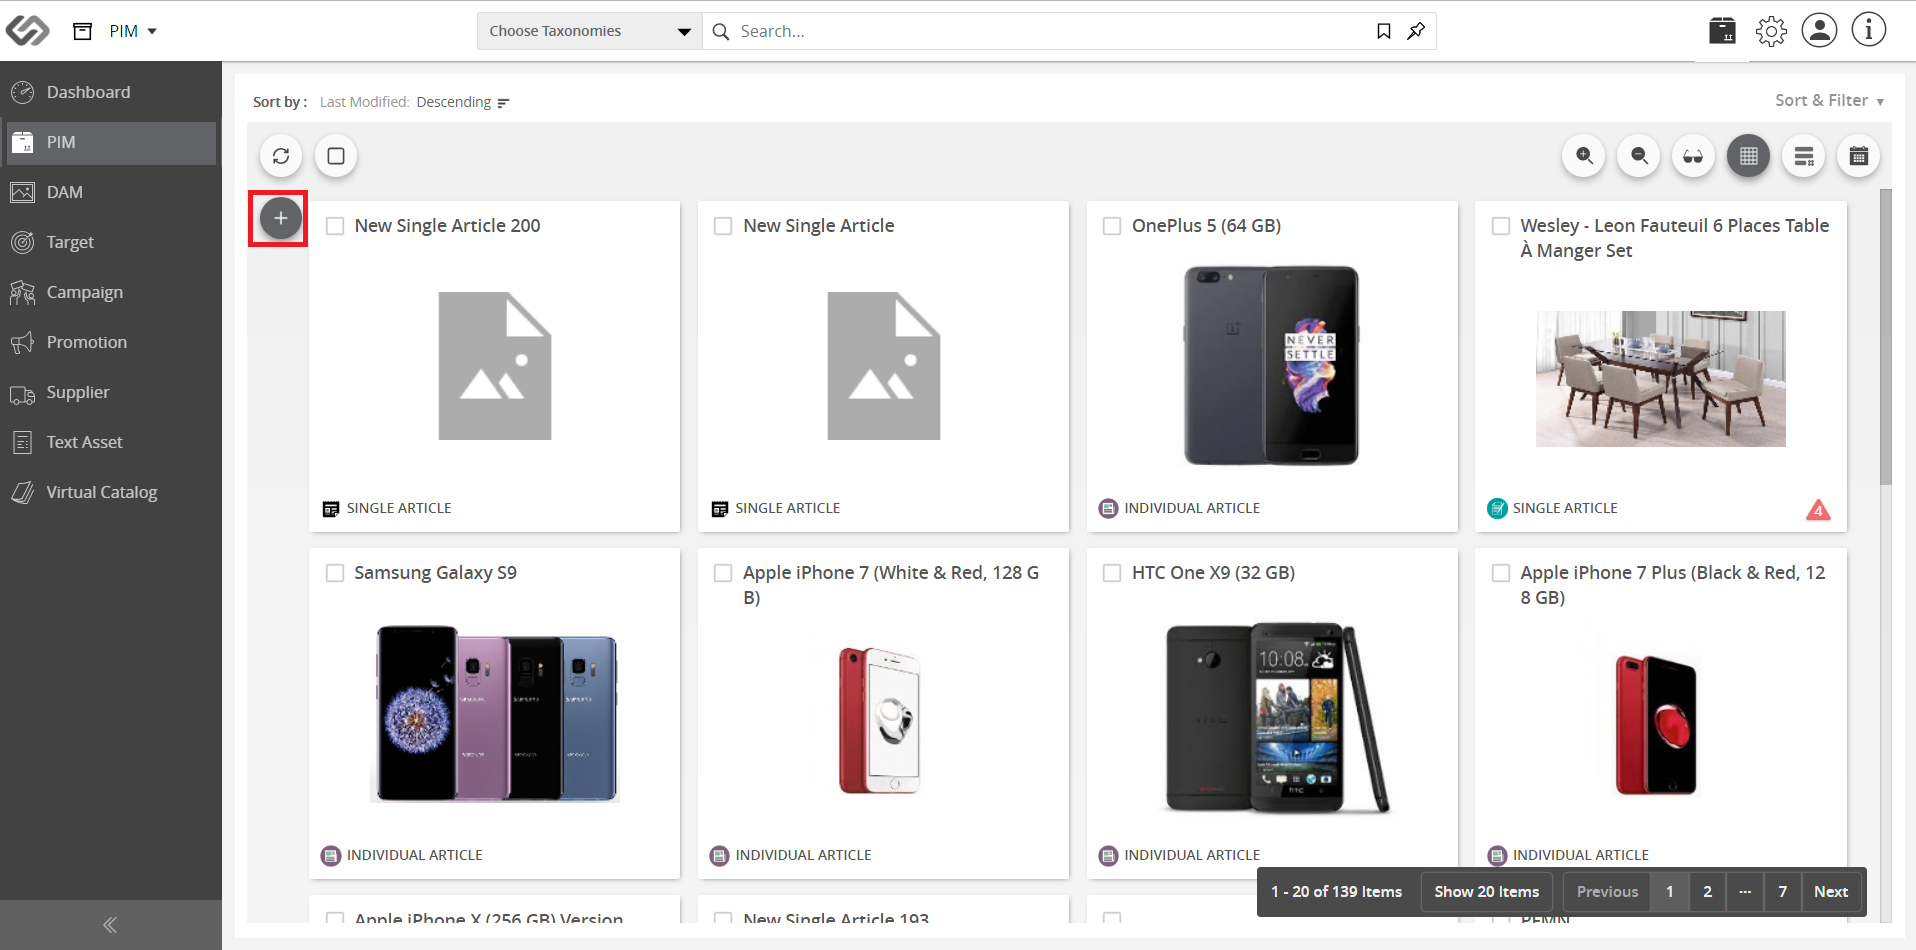 PIM
Choose Taxonomies
Search...
Dashboard
PIM
DAM
Target
Campaign
Promotion
Supplier
Text Asset
Virtual Catalog
Sort by : Last Modified: Descending
Sort & Filter
New Single Article 200
SINGLE ARTICLE
New Single Article
SINGLE ARTICLE
OnePlus 5 (64 GB)
NEVER
SETTLE
INDIVIDUAL ARTICLE
Wesley - Leon Fauteuil 6 Places Table
À Manger Set
SINGLE ARTICLE
4
Samsung Galaxy S9
SAMSUNG
INDIVIDUAL ARTICLE
Apple iPhone 7 (White & Red, 128 G
B)
INDIVIDUAL ARTICLE
HTC One X9 (32 GB)
10:08
hTC
INDIVIDUAL ARTICLE
Apple iPhone 7 Plus (Black & Red, 12
8 GB)
INDIVIDUAL ARTICLE
Apple iPhone X (256 GB) Version
New Single Article 193
1 - 20 of 139 Items
Show 20 Items
Previous 1 2 ... 7 Next